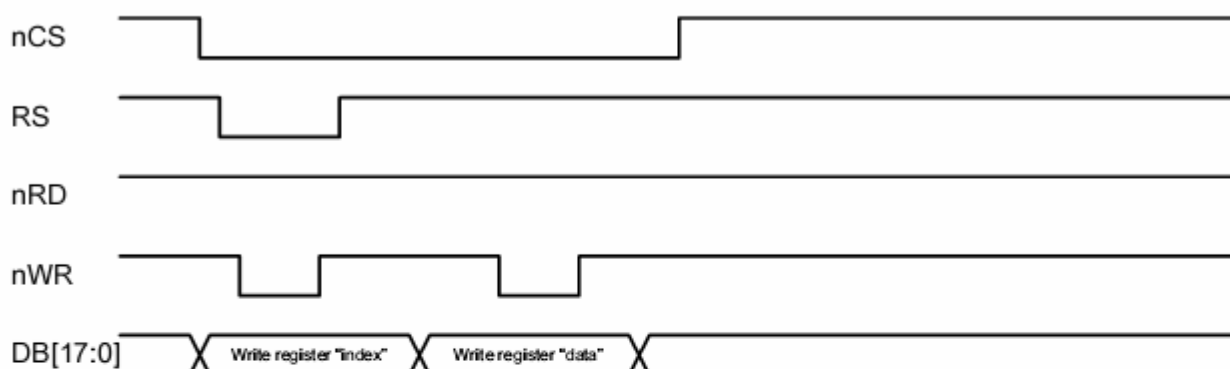 nCS
RS
nRD
nWR
DB[17:0] Write register "index" Write register "data"